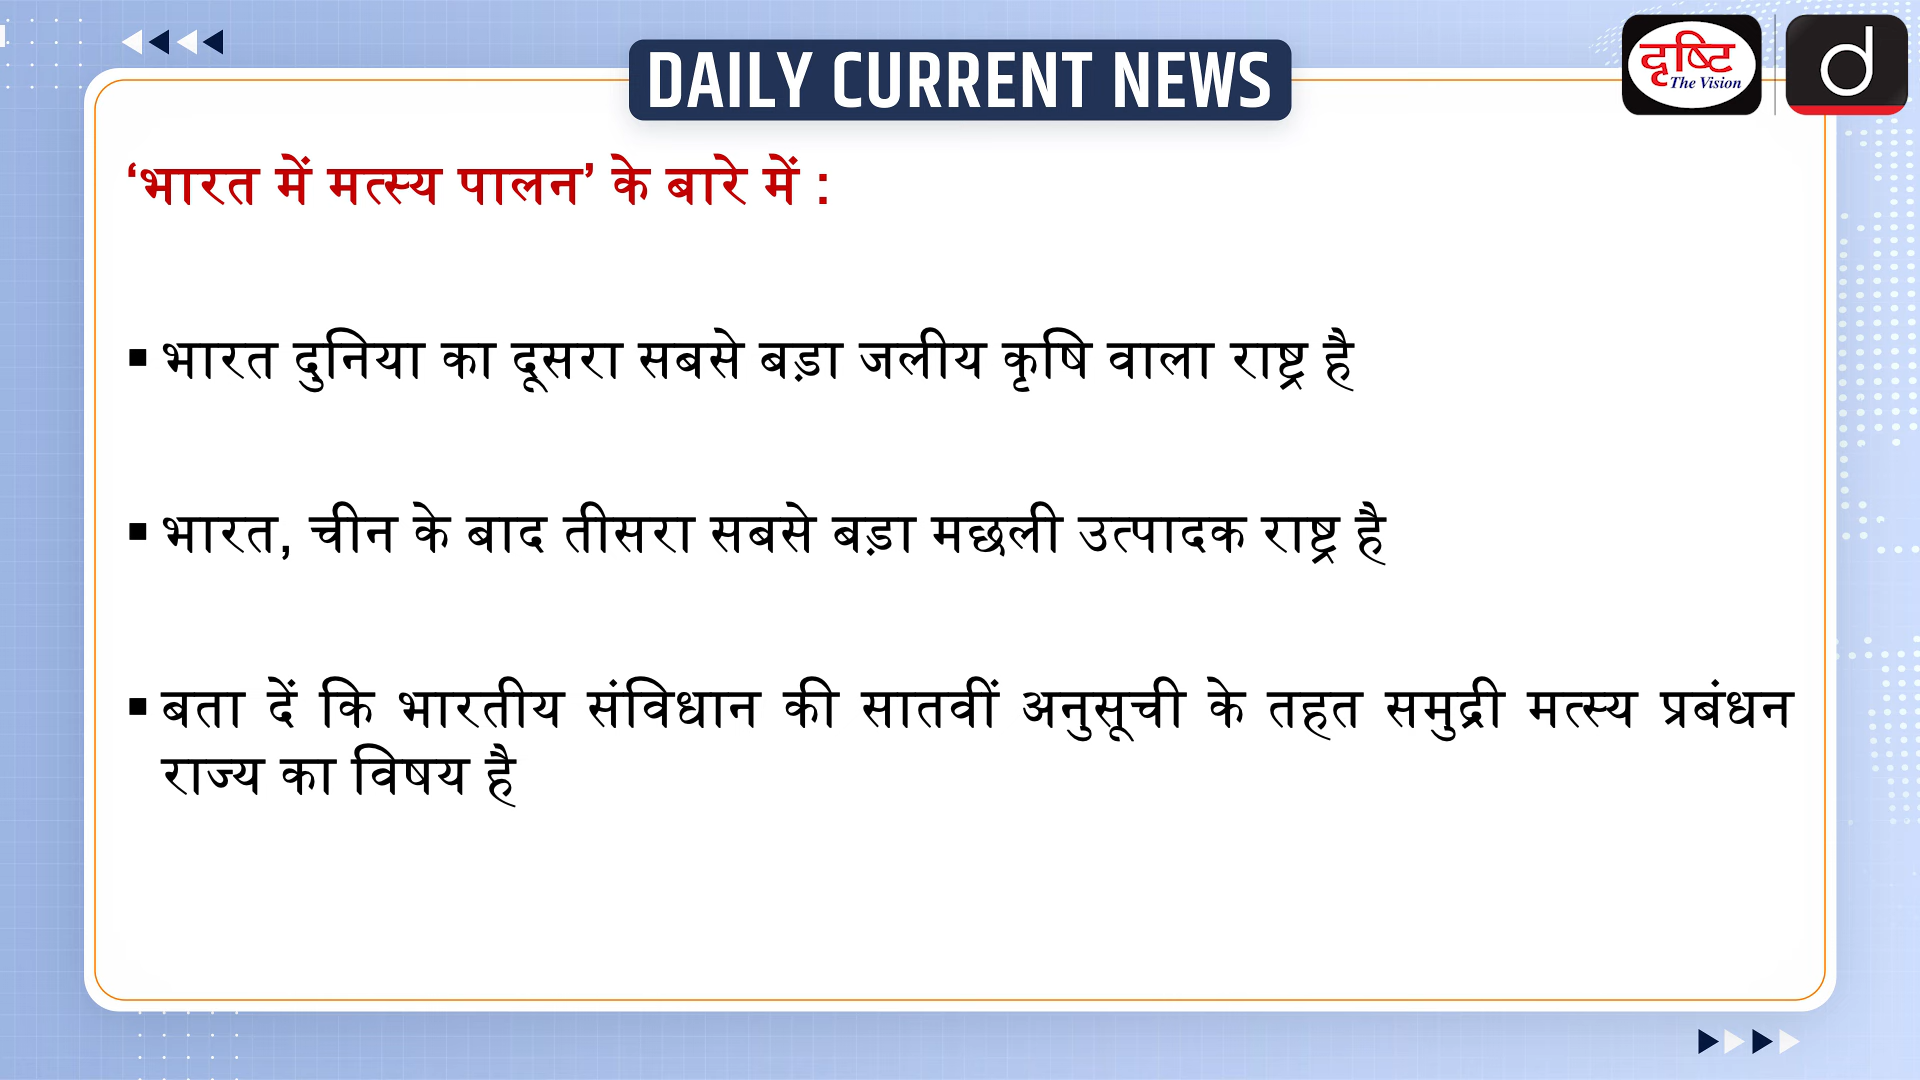 DAILY CURRENT NEWS
दृष्टि
The Vision
d
‘भारत में मत्स्य पालन’ के बारे में :
▪ भारत दुनिया का दूसरा सबसे बड़ा जलीय कृषि वाला राष्ट्र है
▪ भारत, चीन के बाद तीसरा सबसे बड़ा मछली उत्पादक राष्ट्र है
▪ बता दें कि भारतीय संविधान की सातवीं अनुसूची के तहत समुद्री मत्स्य प्रबंधन
राज्य का विषय है